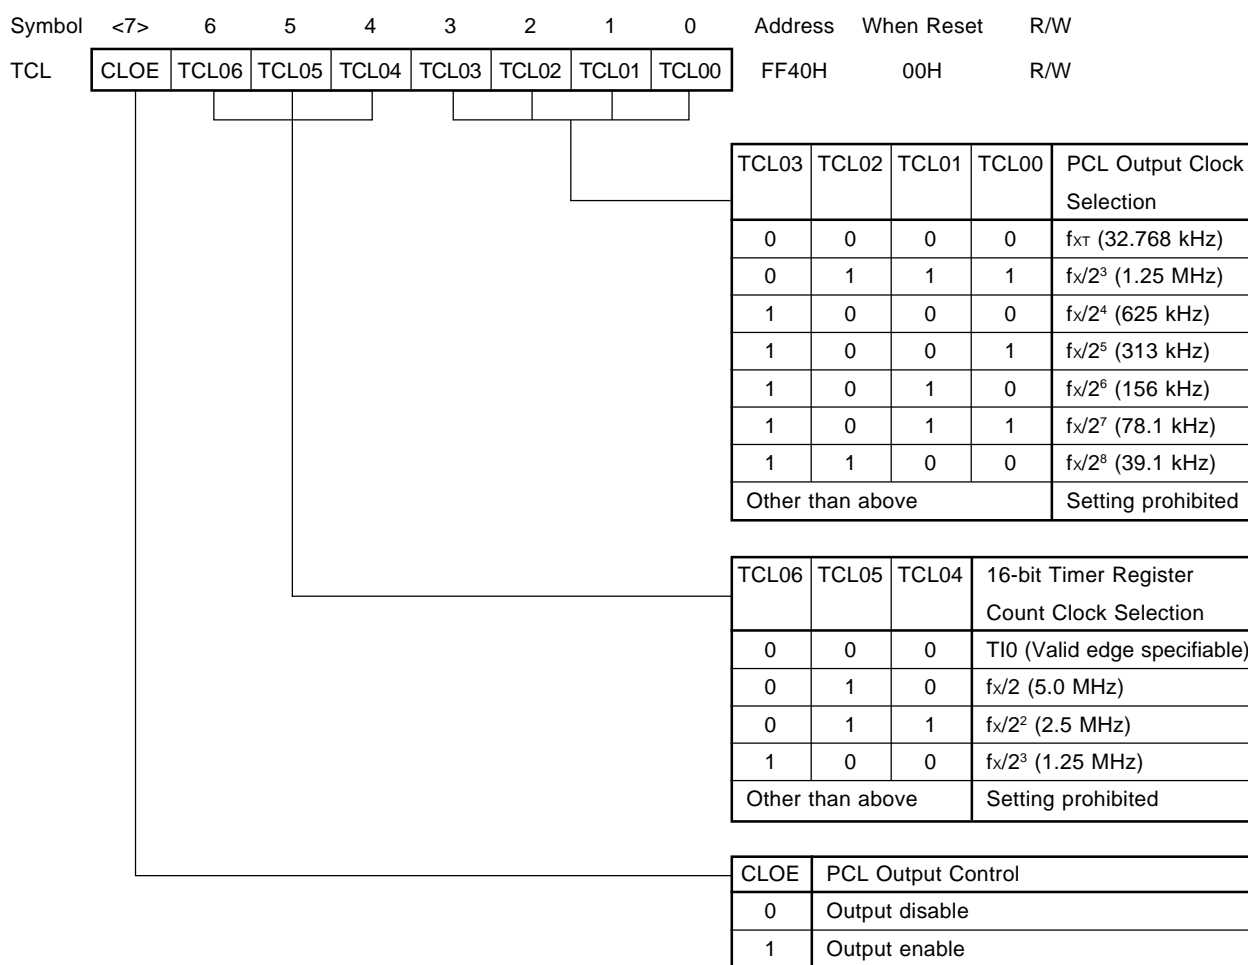 Symbol <7> 6 5 4 3 2 1 0 Address When Reset R/W
TCL CLOE TCL06 TCL05 TCL04 TCL03 TCL02 TCL01 TCL00 FF40H 00H R/W
TCL03 TCL02 TCL01 TCL00 PCL Output Clock
Selection
0 0 0 0 fXT (32.768 kHz)
0 1 1 1 fX/2³ (1.25 MHz)
1 0 0 0 fX/2⁴ (625 kHz)
1 0 0 1 fX/2⁵ (313 kHz)
1 0 1 0 fX/2⁶ (156 kHz)
1 0 1 1 fX/2⁷ (78.1 kHz)
1 1 0 0 fX/2⁸ (39.1 kHz)
Other than above Setting prohibited
TCL06 TCL05 TCL04 16-bit Timer Register
Count Clock Selection
0 0 0 TI0 (Valid edge specifiable)
0 1 0 fX/2 (5.0 MHz)
0 1 1 fX/2² (2.5 MHz)
1 0 0 fX/2³ (1.25 MHz)
Other than above Setting prohibited
CLOE PCL Output Control
0 Output disable
1 Output enable